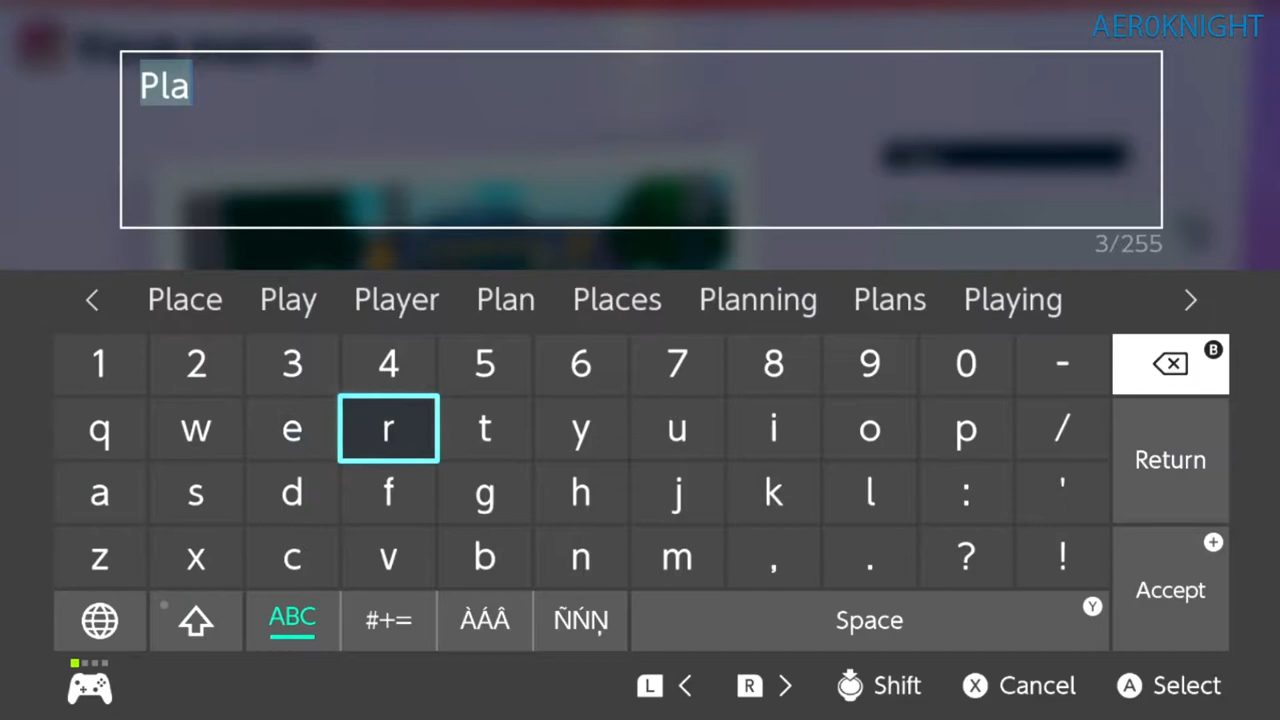 AER0KNIGHT
Pla
3/255
Place Play Player Plan Places Planning Plans Playing
1 2 3 4 5 6 7 8 9 0 - B
q w e r t y u i o p /
Return
a s d f g h j k l : '
z x c v b n m , . ? ! +
Accept
ABC #+= ÀÁÂ ÑŃŅ Space Y
L R Shift X Cancel A Select